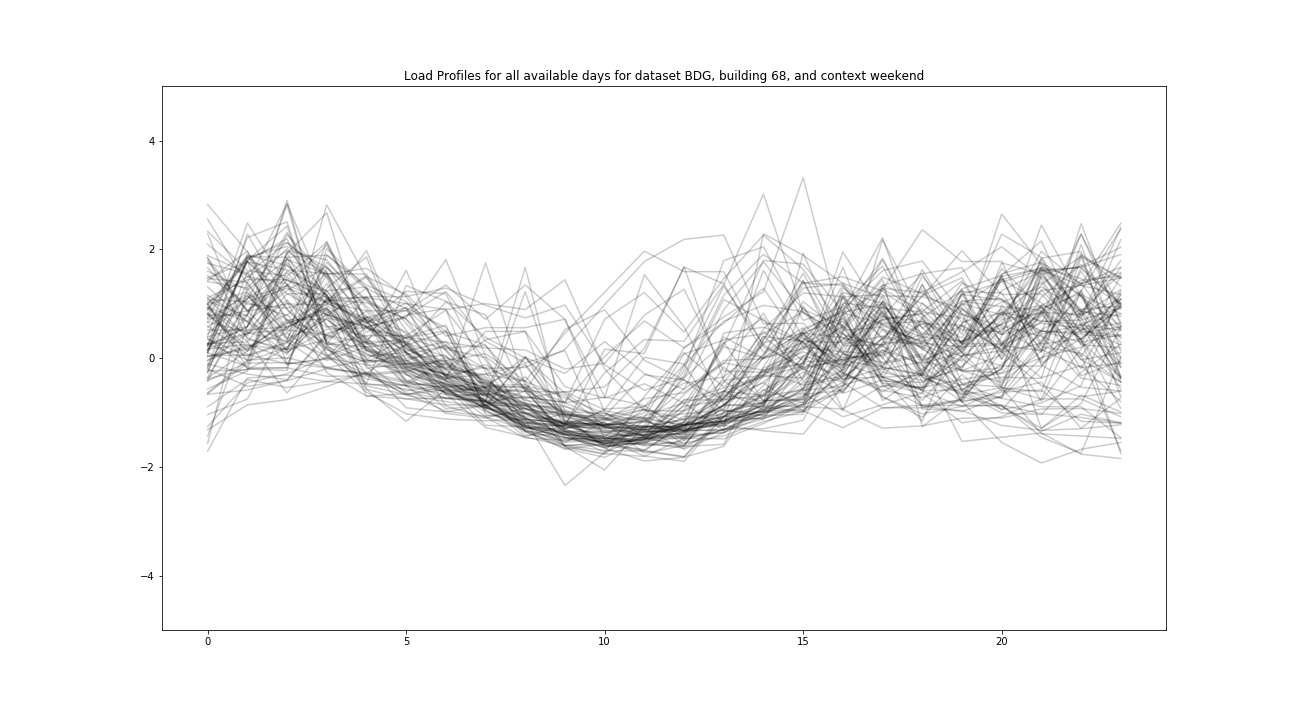 Load Profiles for all available days for dataset BDG, building 68, and context weekend
4
2
0
−2
−4
0 5 10 15 20